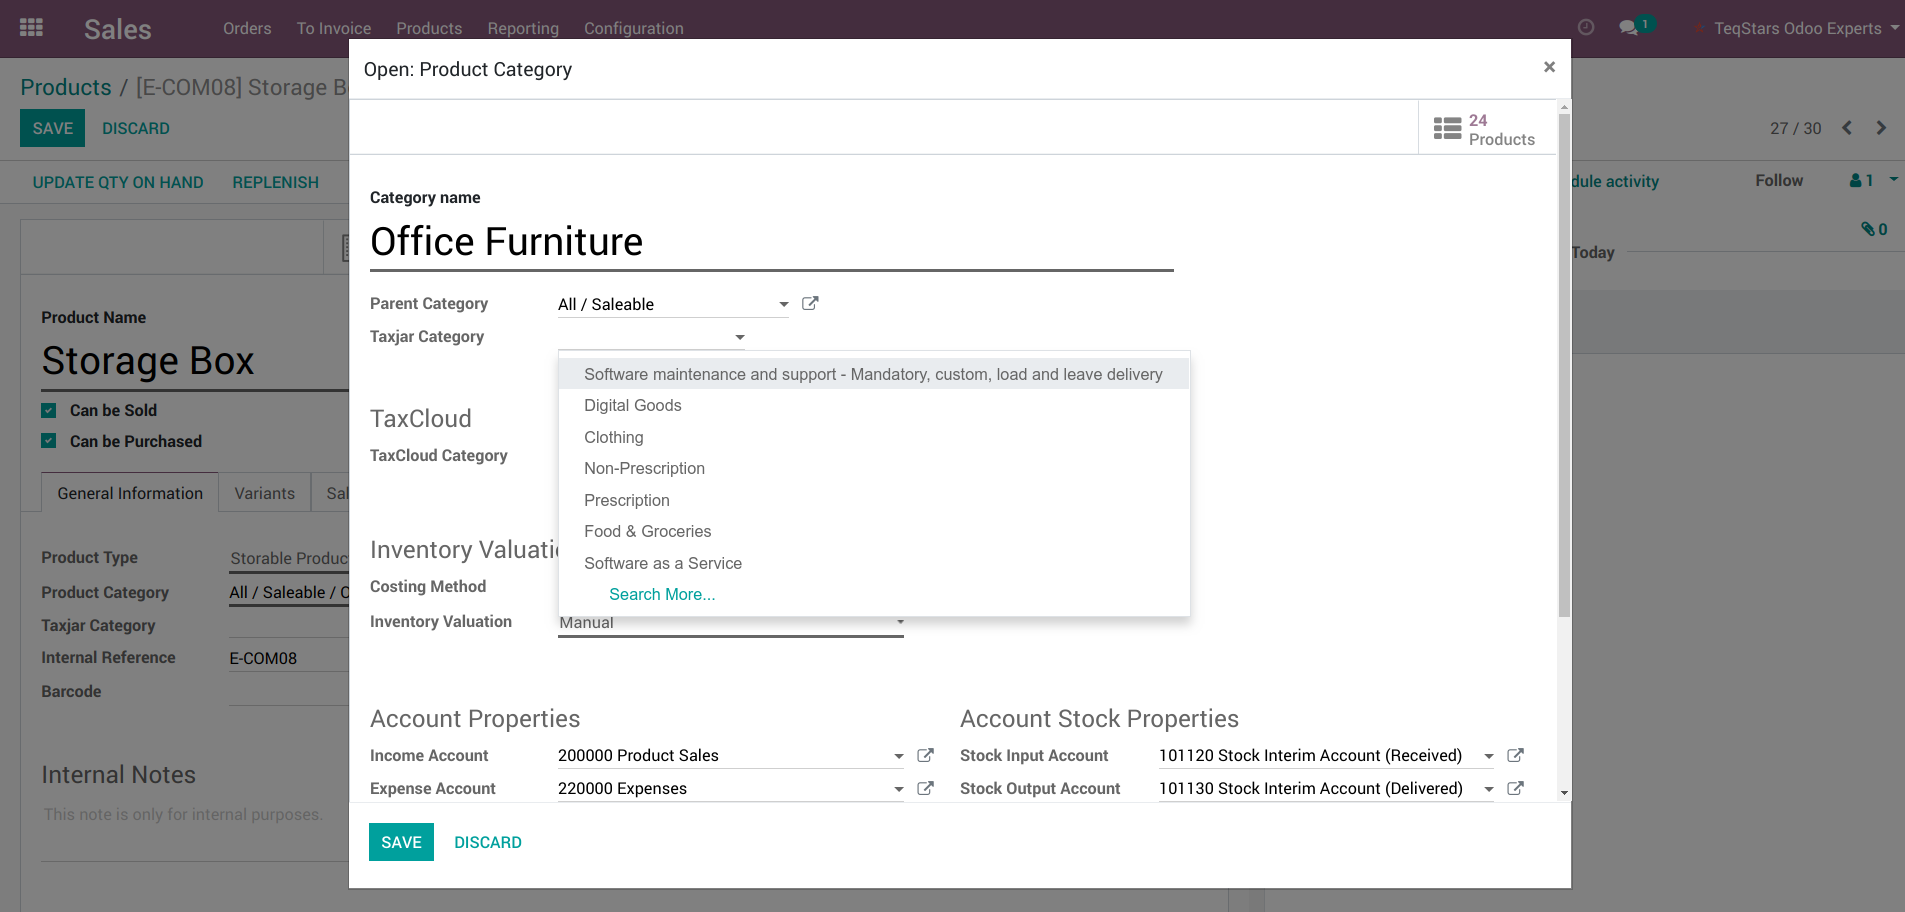 Sales Orders To Invoice Products Reporting Configuration 1 TeqStars Odoo Experts
Products / [E-COM08] Storage B
SAVE DISCARD
27 / 30
UPDATE QTY ON HAND REPLENISH
dule activity Follow 1
0
Today
Product Name
Storage Box
Can be Sold
Can be Purchased
General Information Variants Sal
Product Type Storable Produc
Product Category All / Saleable / O
Taxjar Category
Internal Reference E-COM08
Barcode
Internal Notes
This note is only for internal purposes.
Open: Product Category ×
24
Products
Category name
Office Furniture
Parent Category All / Saleable
Taxjar Category
Software maintenance and support - Mandatory, custom, load and leave delivery
Digital Goods
Clothing
Non-Prescription
Prescription
Food & Groceries
Software as a Service
Search More...
TaxCloud
TaxCloud Category
Inventory Valuati
Costing Method
Inventory Valuation Manual
Account Properties
Income Account 200000 Product Sales
Expense Account 220000 Expenses
Account Stock Properties
Stock Input Account 101120 Stock Interim Account (Received)
Stock Output Account 101130 Stock Interim Account (Delivered)
SAVE DISCARD